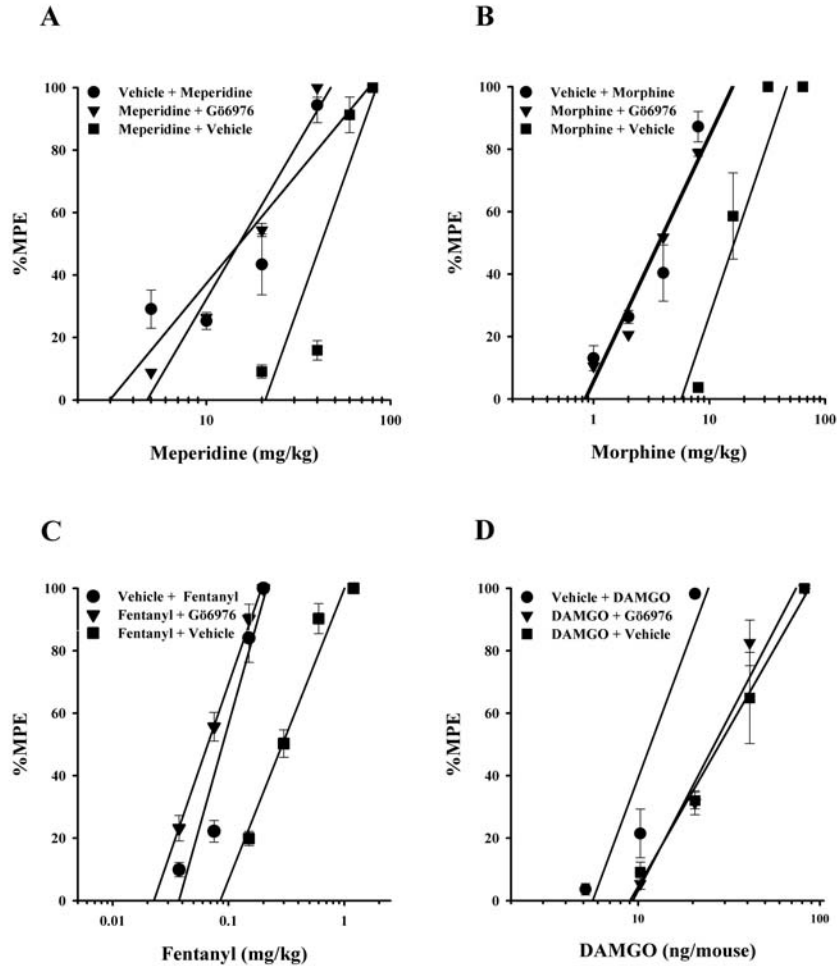 A
B
100
80
60
40
20
0
%MPE
Vehicle + Meperidine
Meperidine + Gö6976
Meperidine + Vehicle
10
100
Meperidine (mg/kg)
100
80
60
40
20
0
%MPE
Vehicle + Morphine
Morphine + Gö6976
Morphine + Vehicle
1
10
100
Morphine (mg/kg)
C
D
100
80
60
40
20
0
%MPE
Vehicle + Fentanyl
Fentanyl + Gö6976
Fentanyl + Vehicle
0.01
0.1
1
Fentanyl (mg/kg)
100
80
60
40
20
0
%MPE
Vehicle + DAMGO
DAMGO + Gö6976
DAMGO + Vehicle
10
100
DAMGO (ng/mouse)